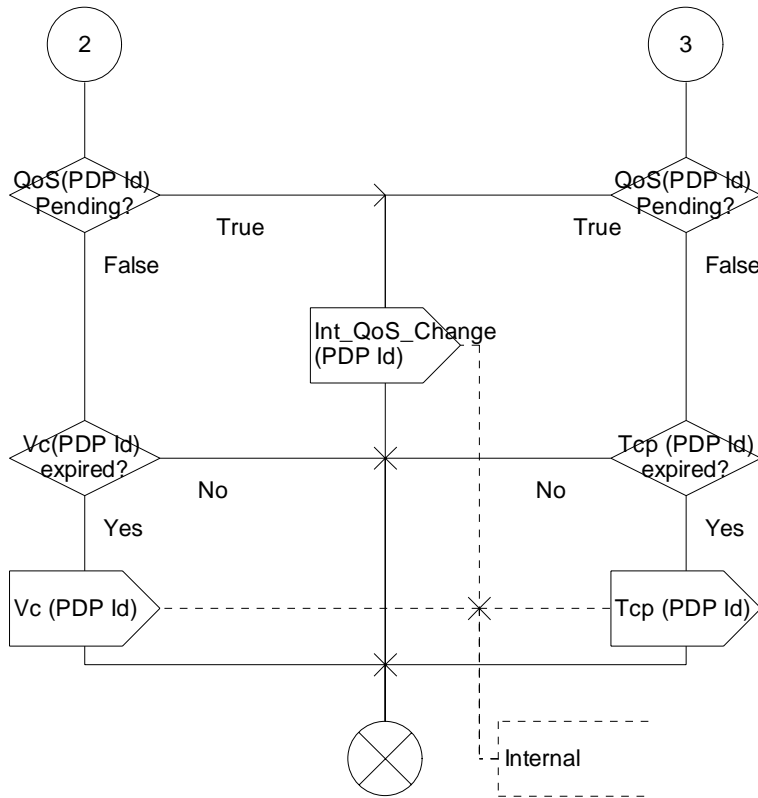 2
3
QoS(PDP Id)
Pending?
QoS(PDP Id)
Pending?
True
True
False
False
Int_QoS_Change
(PDP Id)
Vc(PDP Id)
expired?
Tcp (PDP Id)
expired?
No
No
Yes
Yes
Vc (PDP Id)
Tcp (PDP Id)
Internal